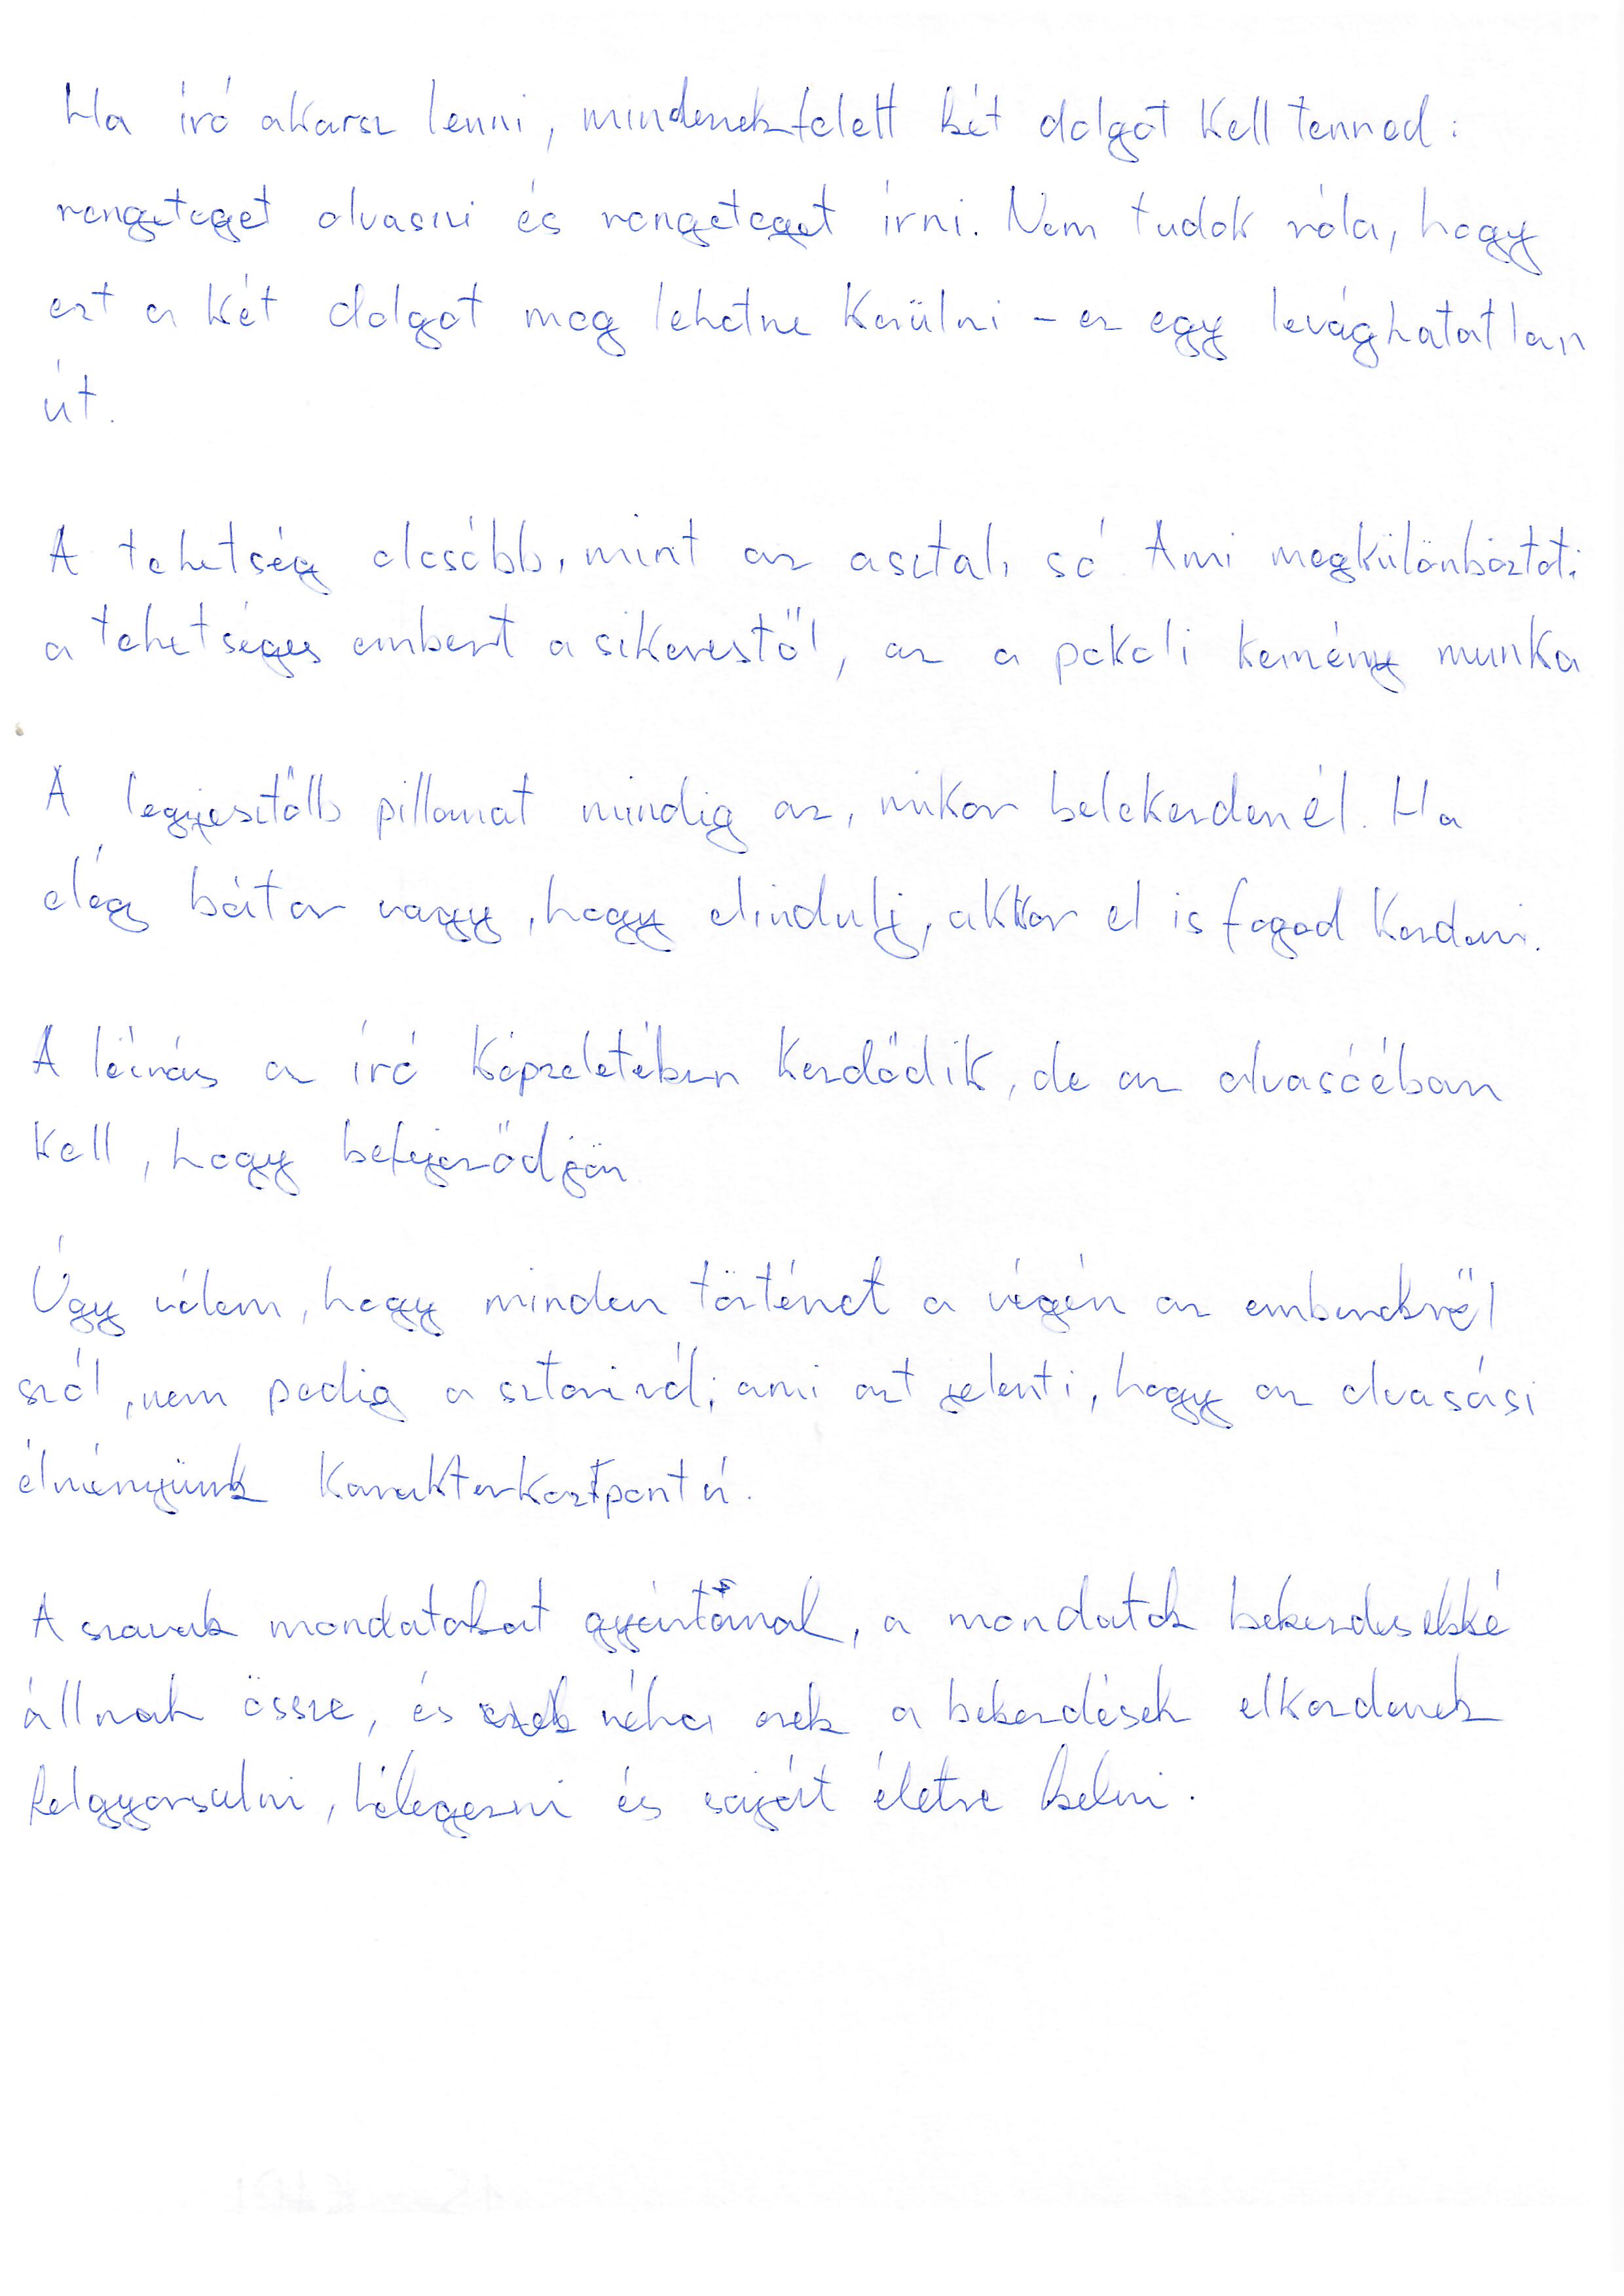 Ha író akarsz lenni, mindenekfelett két dolgot kell tenned:
rengeteget olvasni és rengeteget írni. Nem tudok róla, hogy
ezt a két dolgot meg lehetne kerülni - ez egy levághatatlan
út.
A tehetség olcsóbb, mint az asztali só. Ami megkülönbözteti
a tehetséges embert a sikerestől, az a pokoli kemény munka
A legijesztőbb pillanat mindig az, mikor belekezdenél. Ha
elég bátor vagy, hogy elindulj, akkor el is fogod kezdeni.
A leírás az író képzeletében kezdődik, de az olvasóéban
kell, hogy befejeződjön
Úgy vélem, hogy minden történet a végén az emberekről
szól, nem pedig a sztoriról; ami azt jelenti, hogy az olvasási
élményünk karakterközpontú.
A szavak mondatokat gyártanak, a mondatok bekezdésekké
állnak össze, és néha ezek a bekezdések elkezdenek
felgyorsulni, lélegezni és saját életre kelni.